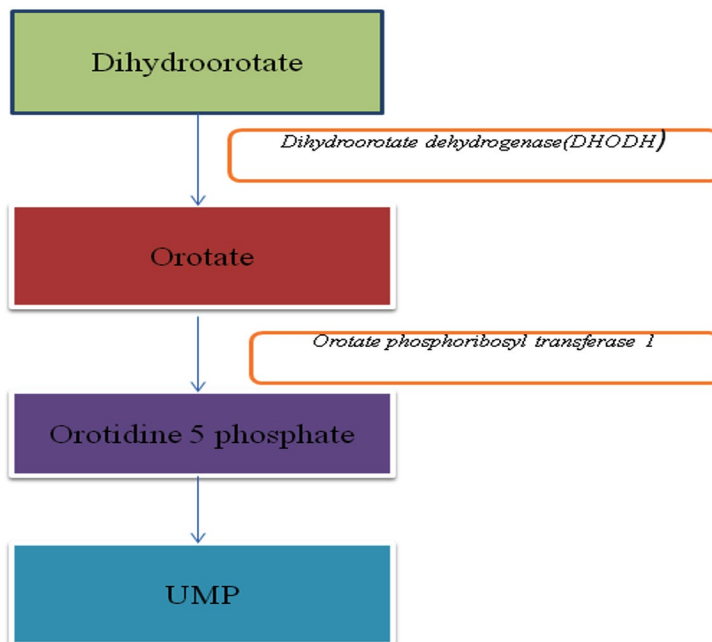 Dihydroorotate
Dihydroorotate dehydrogenase(DHODH)
Orotate
Orotate phosphoribosyl transferase 1
Orotidine 5 phosphate
UMP